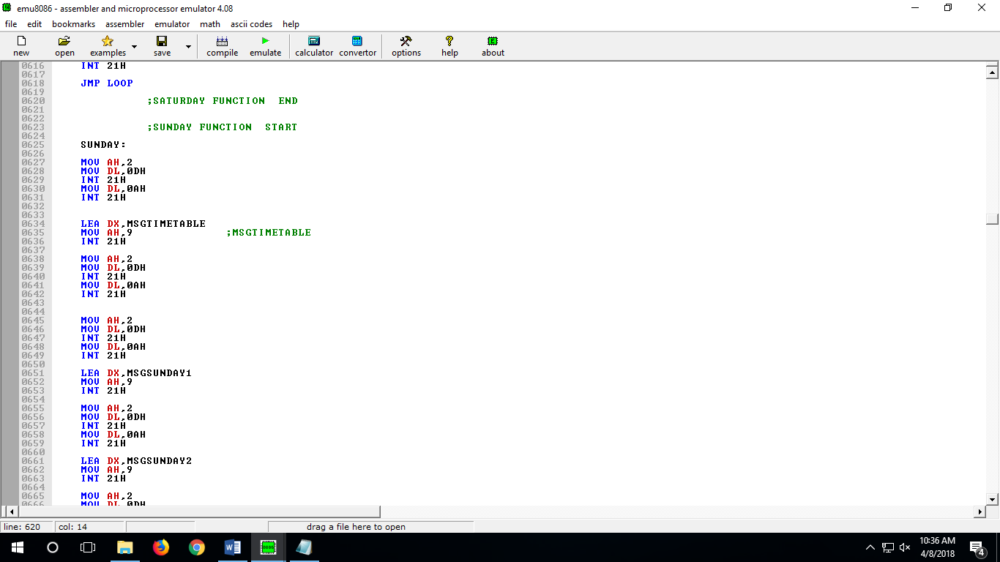 emu8086 - assembler and microprocessor emulator 4.08
file edit bookmarks assembler emulator math ascii codes help
new open examples save compile emulate calculator convertor options help about
0616 INT 21H
0617
0618 JMP LOOP
0619
0620 ;SATURDAY FUNCTION  END
0621
0622
0623 ;SUNDAY FUNCTION  START
0624
0625 SUNDAY:
0626
0627 MOV AH,2
0628 MOV DL,0DH
0629 INT 21H
0630 MOV DL,0AH
0631 INT 21H
0632
0633
0634 LEA DX,MSGTIMETABLE
0635 MOV AH,9 ;MSGTIMETABLE
0636 INT 21H
0637
0638 MOV AH,2
0639 MOV DL,0DH
0640 INT 21H
0641 MOV DL,0AH
0642 INT 21H
0643
0644
0645 MOV AH,2
0646 MOV DL,0DH
0647 INT 21H
0648 MOV DL,0AH
0649 INT 21H
0650
0651 LEA DX,MSGSUNDAY1
0652 MOV AH,9
0653 INT 21H
0654
0655 MOV AH,2
0656 MOV DL,0DH
0657 INT 21H
0658 MOV DL,0AH
0659 INT 21H
0660
0661 LEA DX,MSGSUNDAY2
0662 MOV AH,9
0663 INT 21H
0664
0665 MOV AH,2
0666 MOV DL,0DH
line: 620 col: 14 drag a file here to open
8086
10:36 AM
4/8/2018
4